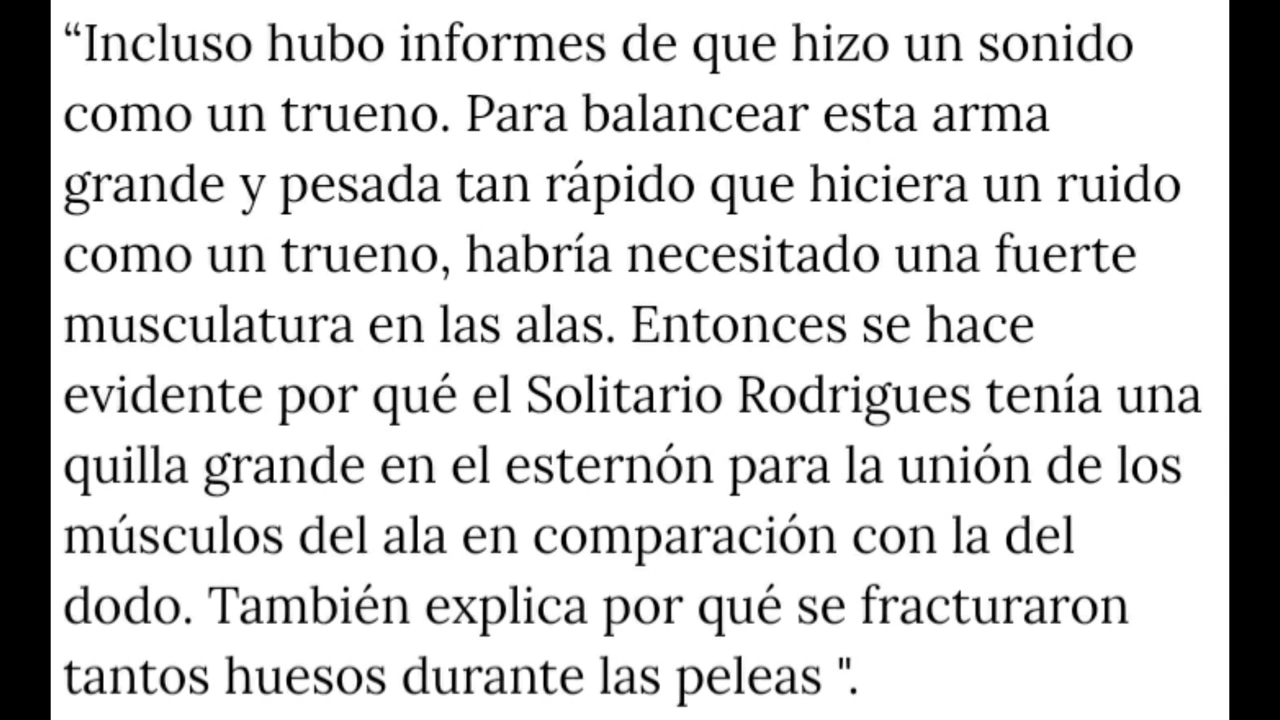 “Incluso hubo informes de que hizo un sonido
como un trueno. Para balancear esta arma
grande y pesada tan rápido que hiciera un ruido
como un trueno, habría necesitado una fuerte
musculatura en las alas. Entonces se hace
evidente por qué el Solitario Rodrigues tenía una
quilla grande en el esternón para la unión de los
músculos del ala en comparación con la del
dodo. También explica por qué se fracturaron
tantos huesos durante las peleas ".